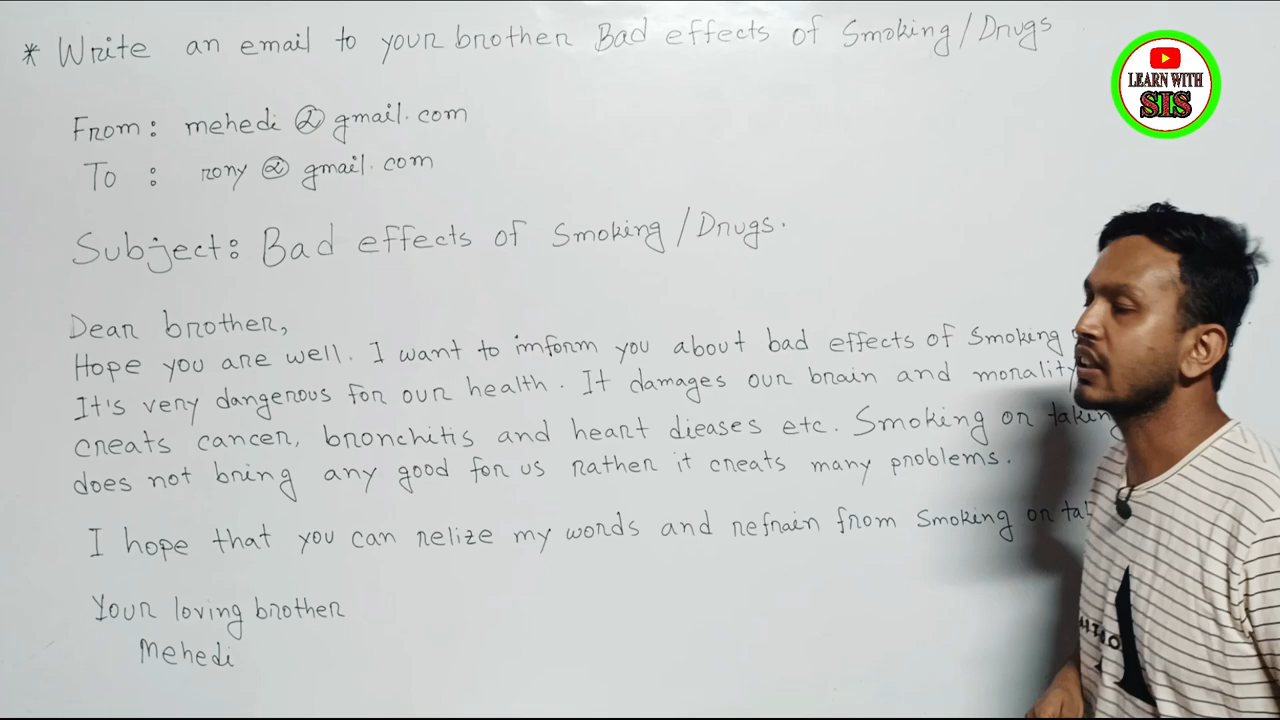 * Write an email to your brother Bad effects of Smoking/Drugs
LEARN WITH
SIS
From: mehedi@gmail.com
To : rony@gmail.com
Subject: Bad effects of Smoking/Drugs.
Dear brother,
Hope you are well. I want to imform you about bad effects of Smoking
It's very dangerous for our health. It damages our brain and morality
creats cancer, bronchitis and heart dieases etc. Smoking or taking
does not bring any good for us rather it creats many problems.
I hope that you can relize my words and refrain from smoking or
Your loving brother
Mehedi